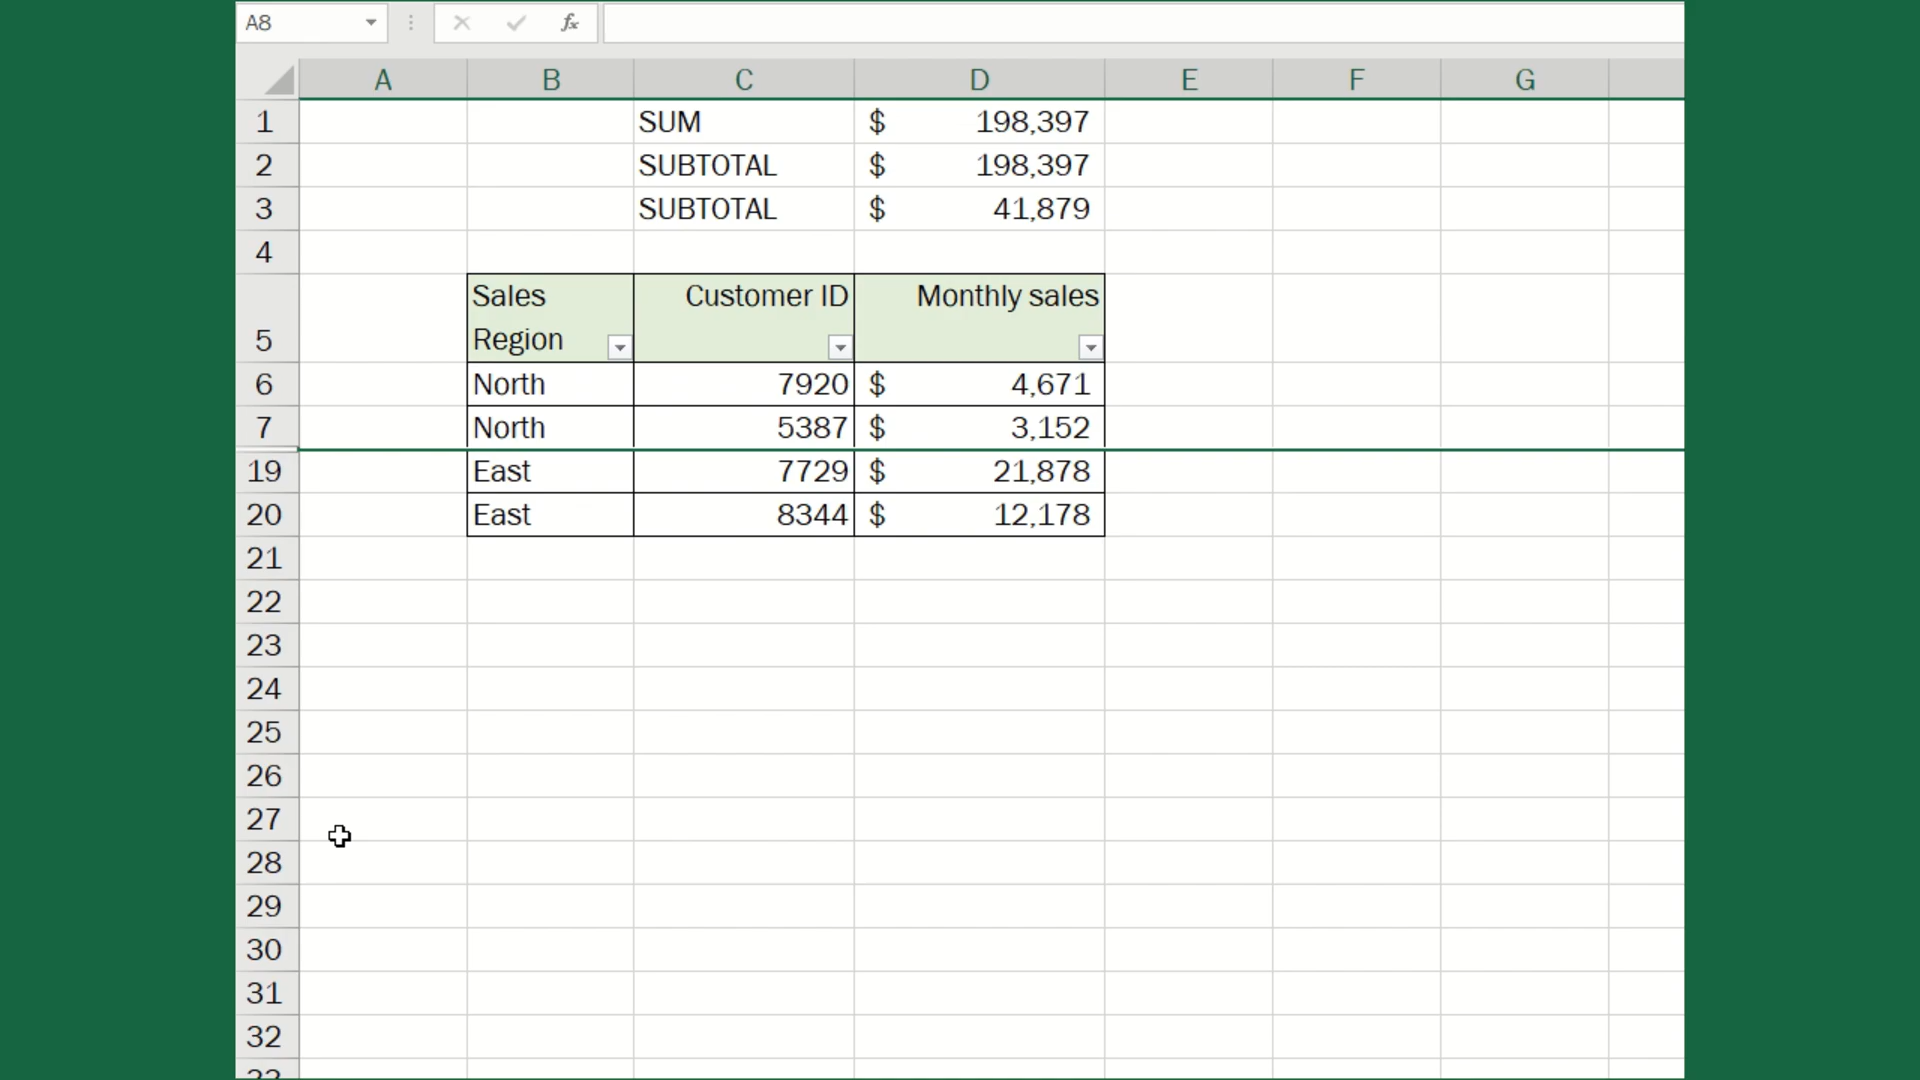 A8 fx
A B C D E F G
1 SUM $ 198,397
2 SUBTOTAL $ 198,397
3 SUBTOTAL $ 41,879
4
Sales Customer ID Monthly sales
5 Region
6 North 7920 $ 4,671
7 North 5387 $ 3,152
19 East 7729 $ 21,878
20 East 8344 $ 12,178
21
22
23
24
25
26
27
28
29
30
31
32